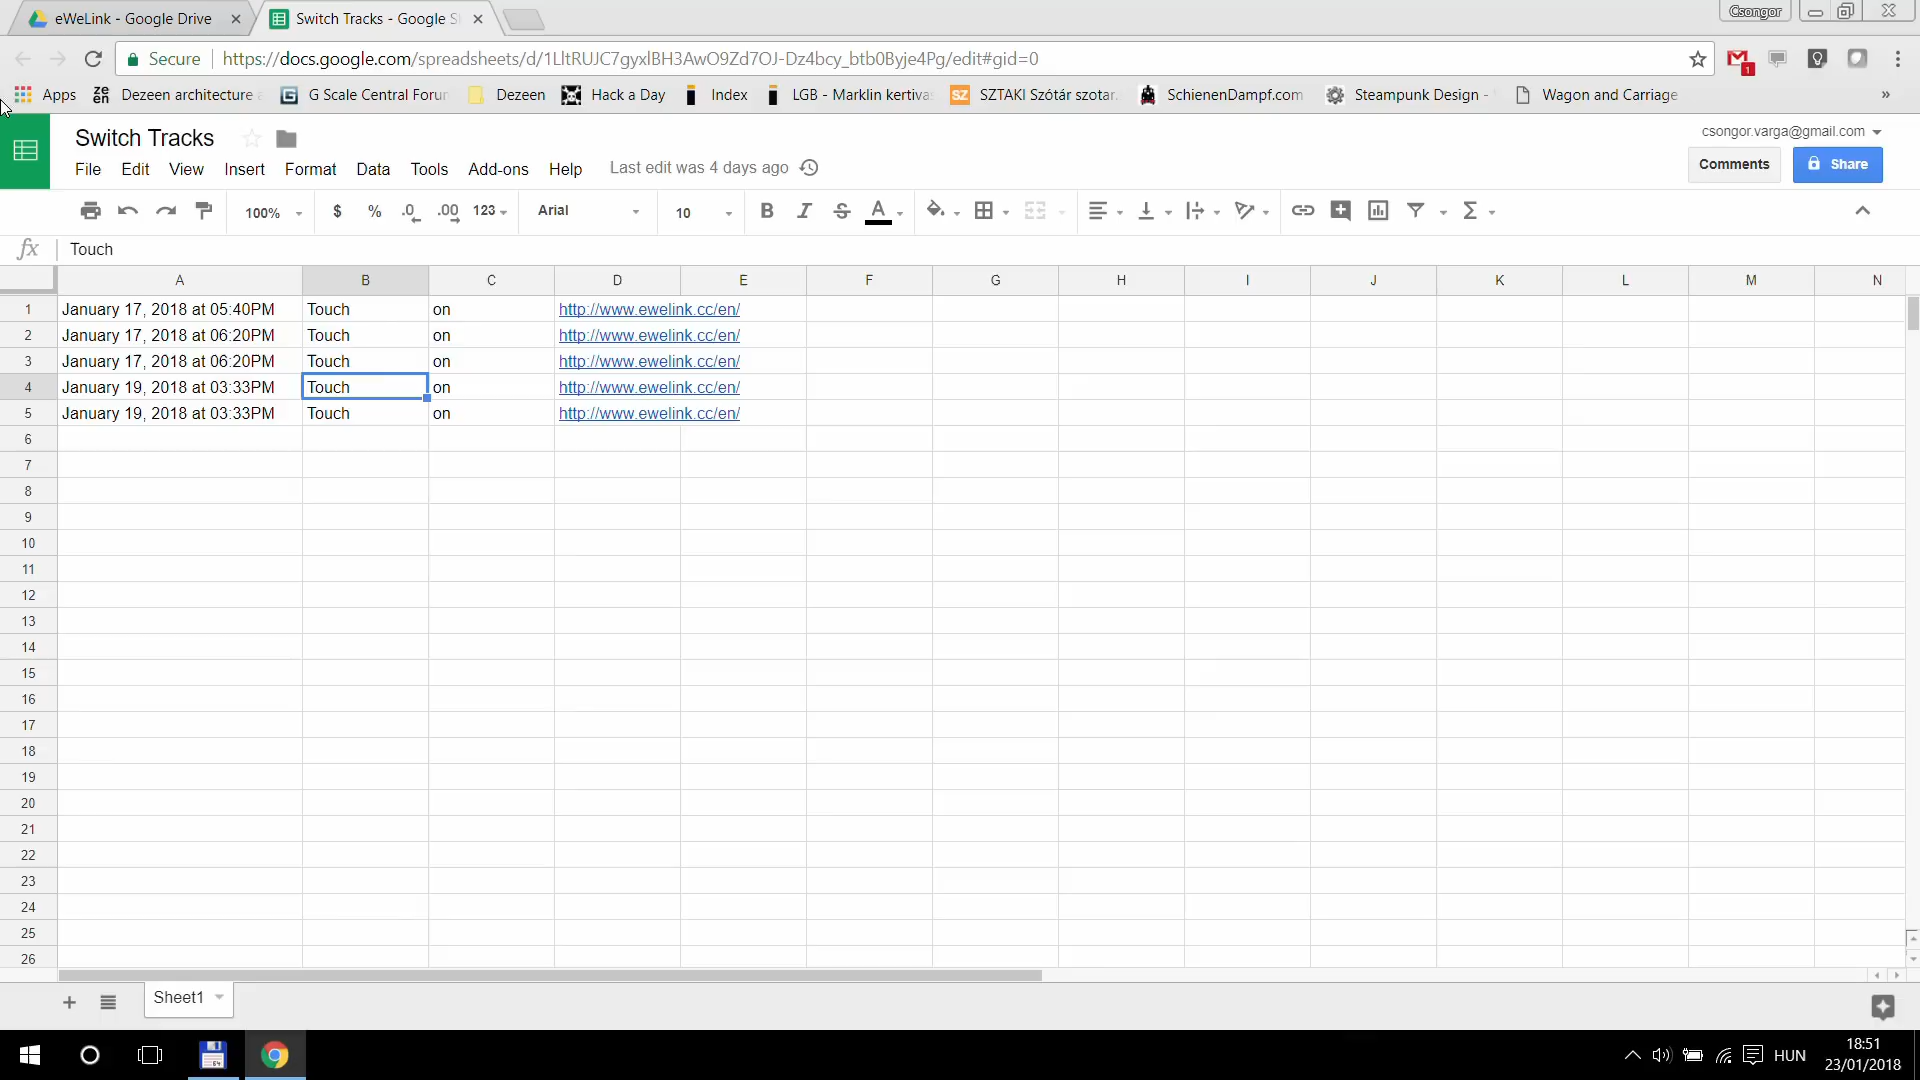 eWeLink - Google Drive
Switch Tracks - Google S
Csongor
Secure
https://docs.google.com/spreadsheets/d/1LltRUJC7gyxlBH3AwO9Zd7OJ-Dz4bcy_btb0Byje4Pg/edit#gid=0
1
Apps
Dezeen architecture
G Scale Central Forun
Dezeen
Hack a Day
Index
LGB - Marklin kertiva
SZ
SZTAKI Szótár szotar.
SchienenDampf.com
Steampunk Design -
Wagon and Carriage
»
Switch Tracks
csongor.varga@gmail.com
File Edit View Insert Format Data Tools Add-ons Help Last edit was 4 days ago
Comments
Share
100% $ % .0 .00 123 Arial 10 B I S A Σ
fx Touch
A B C D E F G H I J K L M N
1 January 17, 2018 at 05:40PM Touch on http://www.ewelink.cc/en/
2 January 17, 2018 at 06:20PM Touch on http://www.ewelink.cc/en/
3 January 17, 2018 at 06:20PM Touch on http://www.ewelink.cc/en/
4 January 19, 2018 at 03:33PM Touch on http://www.ewelink.cc/en/
5 January 19, 2018 at 03:33PM Touch on http://www.ewelink.cc/en/
6
7
8
9
10
11
12
13
14
15
16
17
18
19
20
21
22
23
24
25
26
Sheet1
64
HUN
18:51
23/01/2018